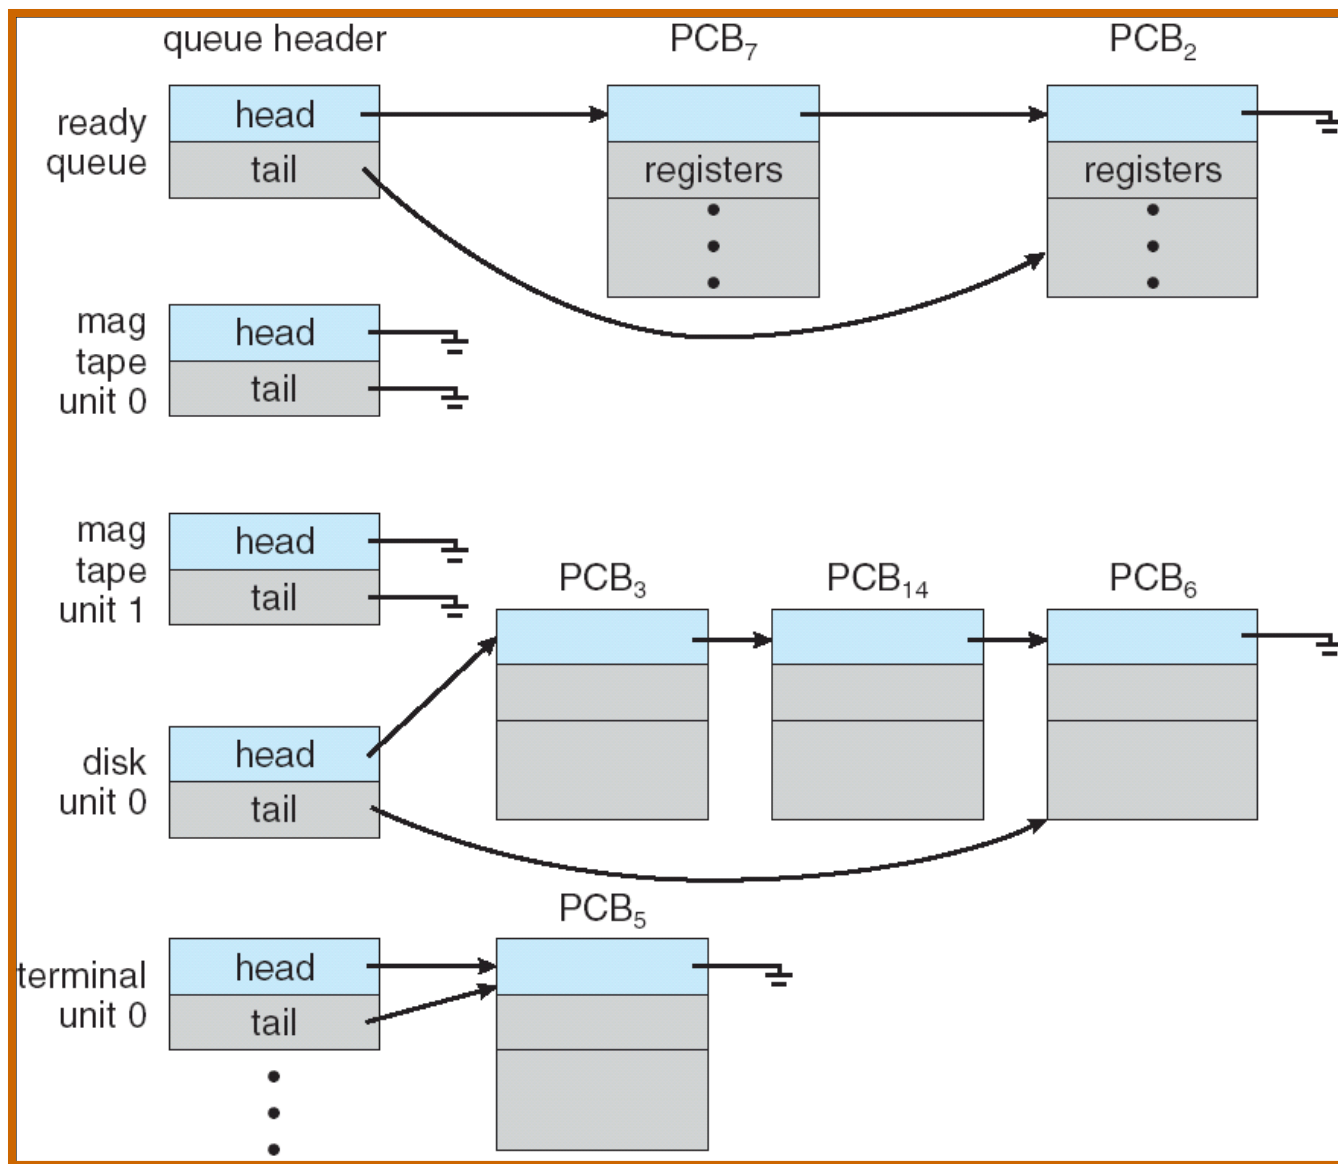 queue header
PCB₇
PCB₂
ready
queue
head
tail
registers
registers
mag
tape
unit 0
head
tail
mag
tape
unit 1
head
tail
PCB₃
PCB₁₄
PCB₆
disk
unit 0
head
tail
PCB₅
terminal
unit 0
head
tail